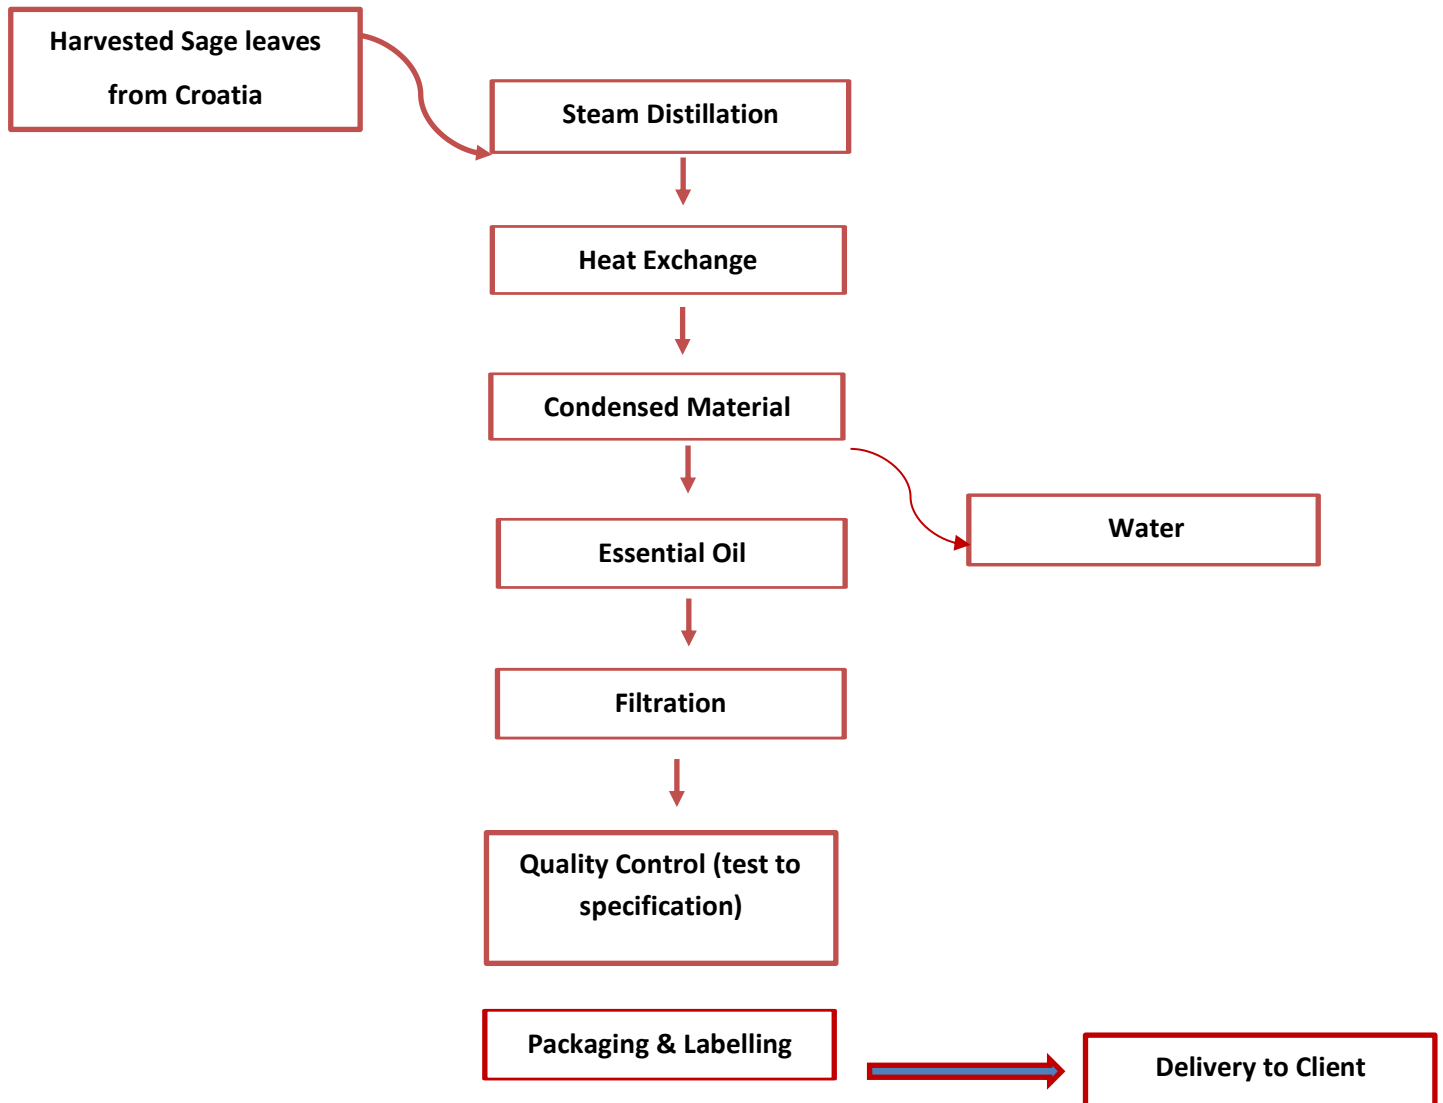 Harvested Sage leaves
from Croatia
Steam Distillation
Heat Exchange
Condensed Material
Water
Essential Oil
Filtration
Quality Control (test to
specification)
Packaging & Labelling
Delivery to Client